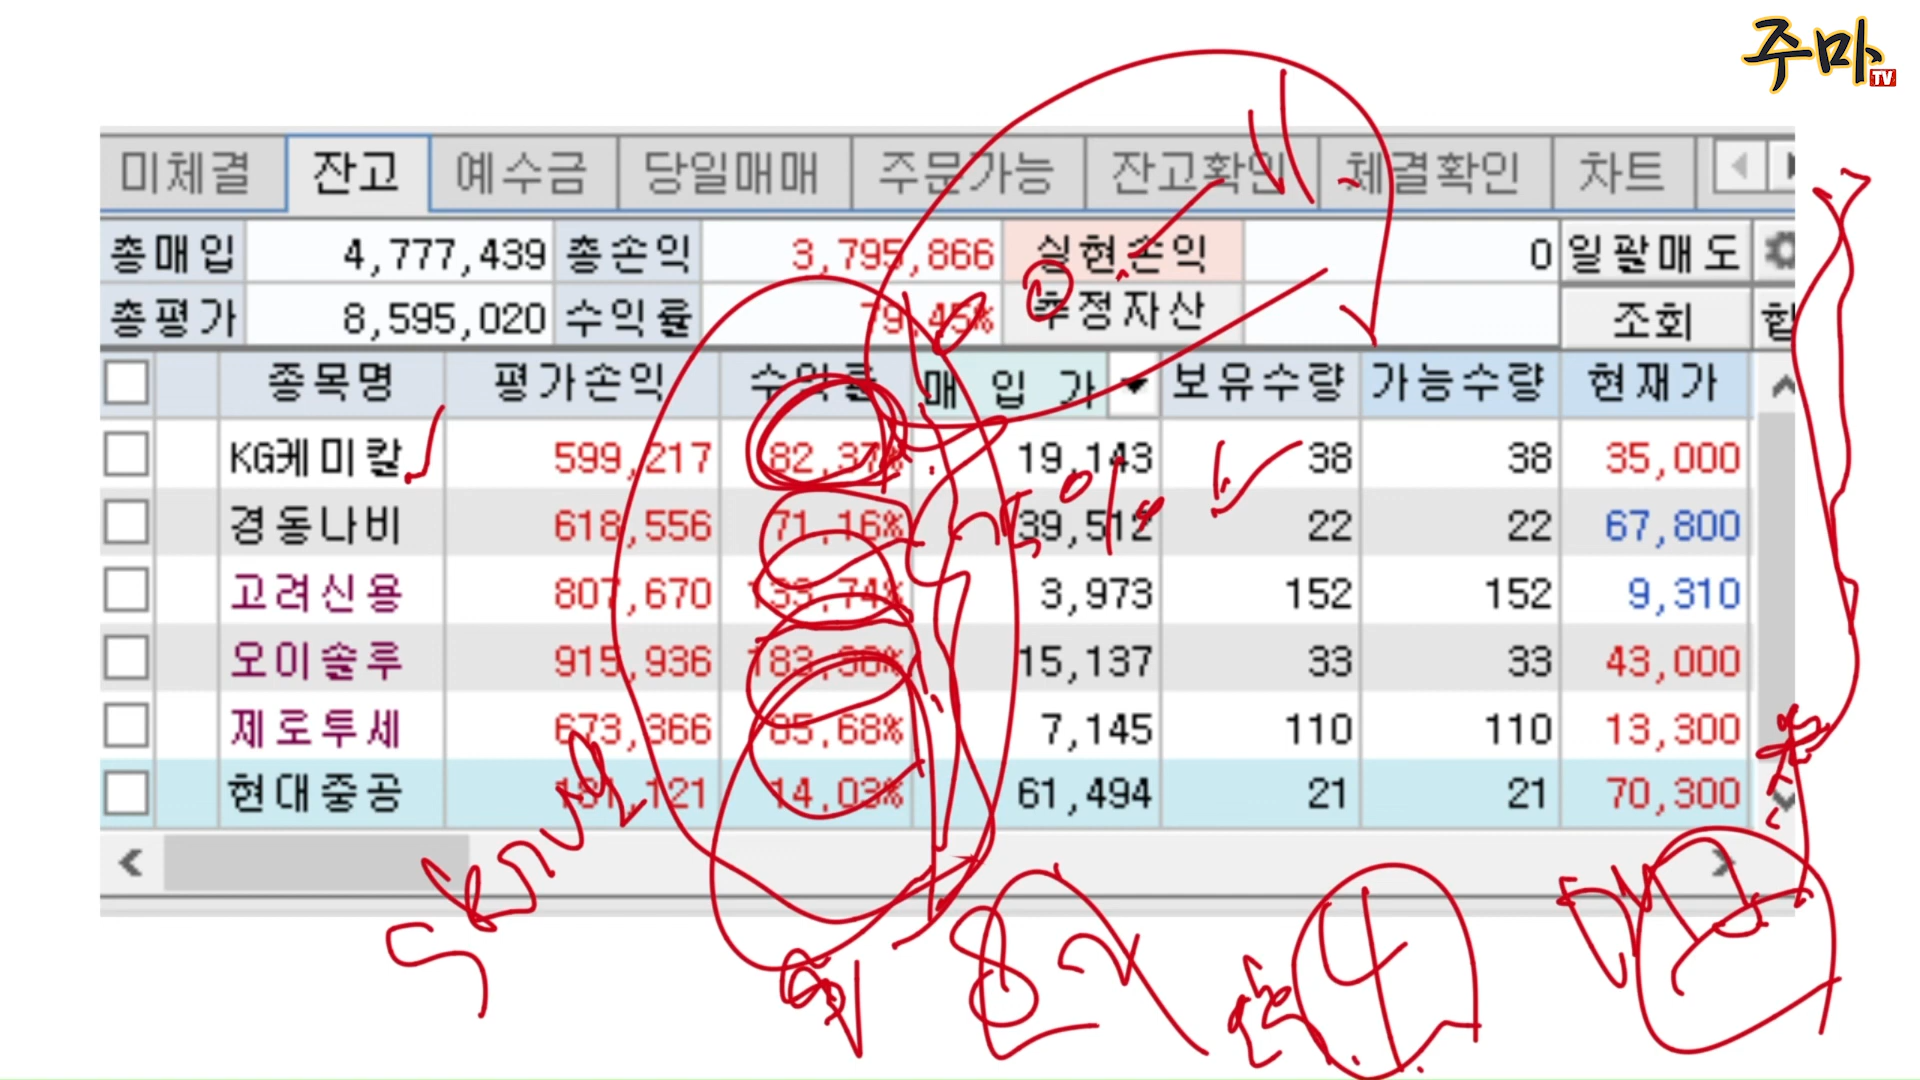 주마 TV
미체결 잔고 예수금 당일매매 주문가능 잔고확인 체결확인 차트
총매입 4,777,439 총손익 3,795,866 실현손익 0 일괄매도
총평가 8,595,020 수익률 79.45% 추정자산 조회 합
종목명 평가손익 수익률 매입가 보유수량 가능수량 현재가
KG케미칼 599,217 82.37% 19,143 38 38 35,000
경동나비 618,556 71.16% 39,512 22 22 67,800
고려신용 807,670 133.74% 3,973 152 152 9,310
오이솔루 915,936 15,137 33 33 43,000
제로투세 673,366 85.68% 7,145 110 110 13,300
현대중공 181,121 14.03% 61,494 21 21 70,300